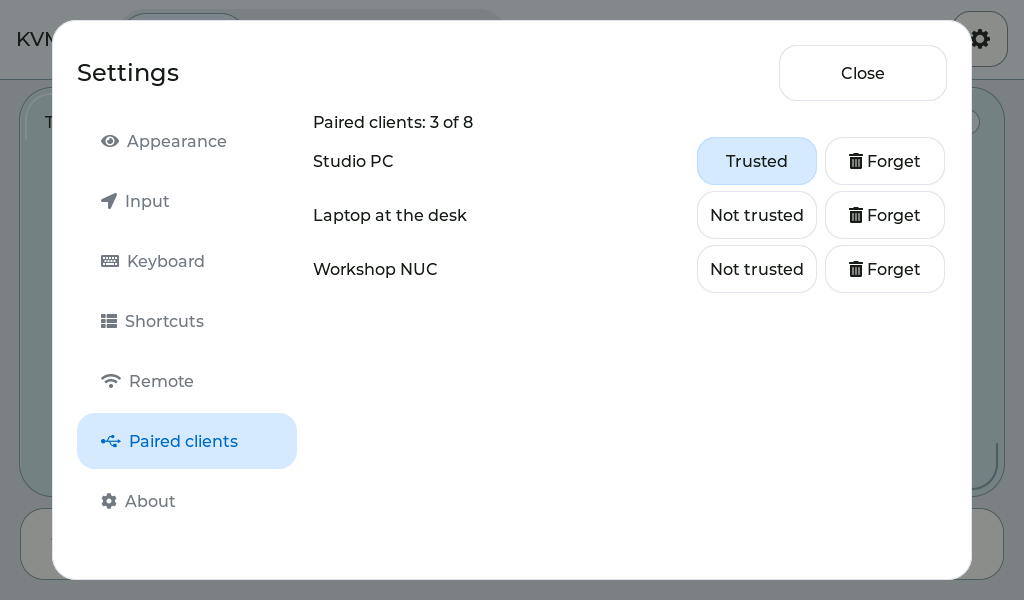 Settings
Close
Appearance
Input
Keyboard
Shortcuts
Remote
Paired clients
About
Paired clients: 3 of 8
Studio PC
Trusted
Forget
Laptop at the desk
Not trusted
Forget
Workshop NUC
Not trusted
Forget